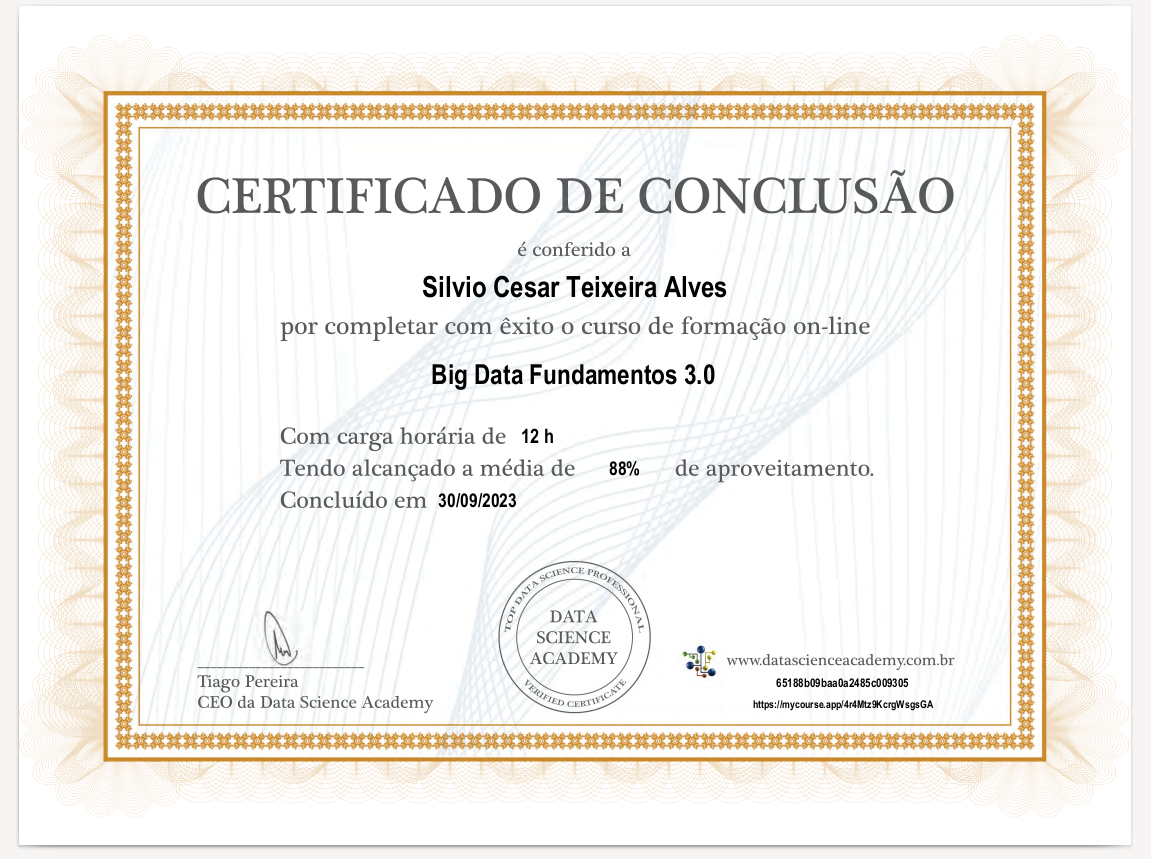 CERTIFICADO DE CONCLUSÃO
é conferido a
Silvio Cesar Teixeira Alves
por completar com êxito o curso de formação on-line
Big Data Fundamentos 3.0
Com carga horária de 12 h
Tendo alcançado a média de 88% de aproveitamento.
Concluído em 30/09/2023
TOP DATA SCIENCE PROFESSIONAL
DATA
SCIENCE
ACADEMY
VERIFIED CERTIFICATE
Tiago Pereira
CEO da Data Science Academy
www.datascienceacademy.com.br
65188b09baa0a2485c009305
https://mycourse.app/4r4Mtz9KcrgWsgsGA